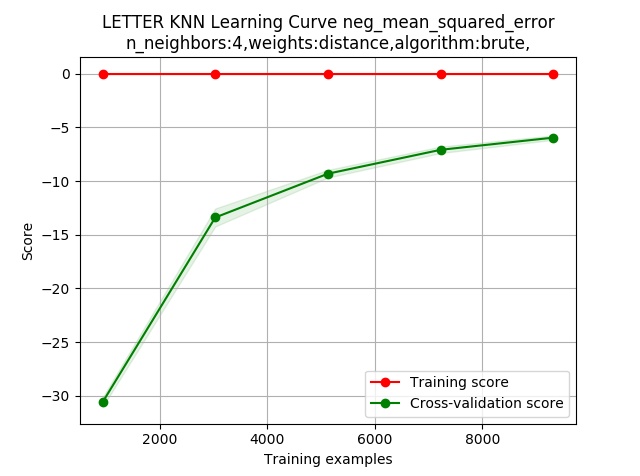 LETTER KNN Learning Curve neg_mean_squared_error
n_neighbors:4,weights:distance,algorithm:brute,
0
−5
−10
−15
−20
−25
−30
Score
Training score
Cross-validation score
2000 4000 6000 8000
Training examples